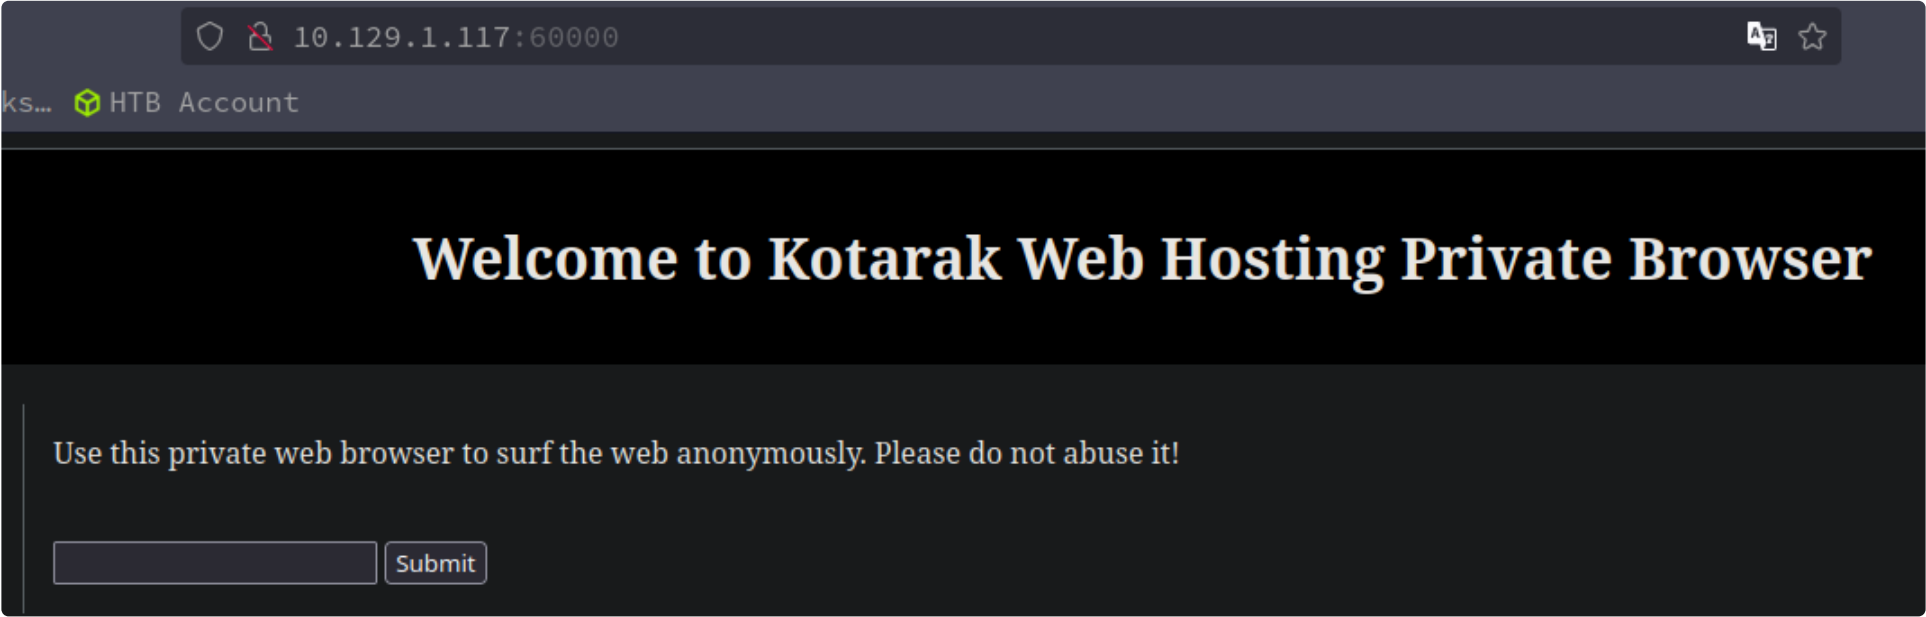 10.129.1.117:60000
ks… HTB Account
Welcome to Kotarak Web Hosting Private Browser
Use this private web browser to surf the web anonymously. Please do not abuse it!
Submit